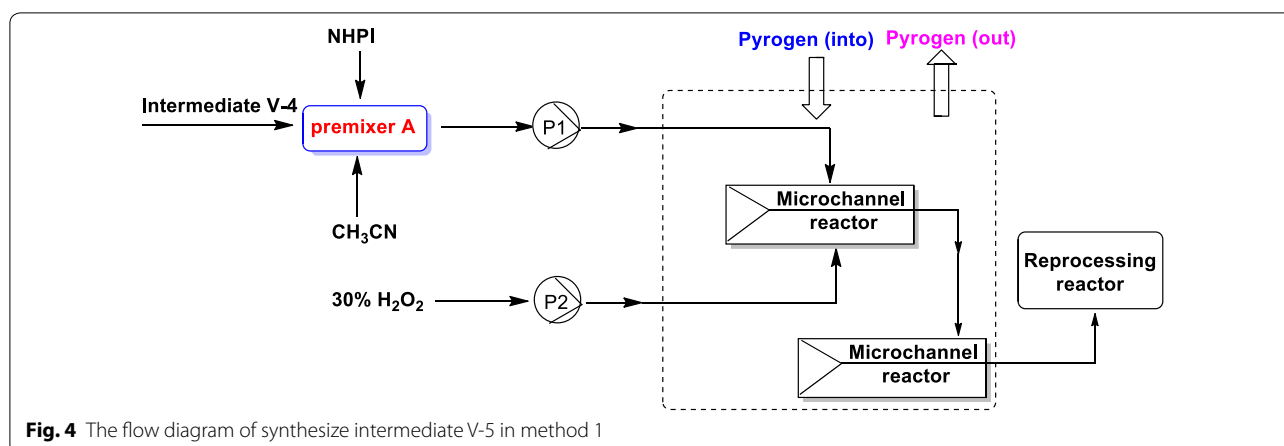 NHPI
Pyrogen (into) Pyrogen (out)
Intermediate V-4
premixer A
P1
Microchannel
reactor
CH₃CN
30% H₂O₂
P2
Reprocessing
reactor
Microchannel
reactor
Fig. 4 The flow diagram of synthesize intermediate V-5 in method 1